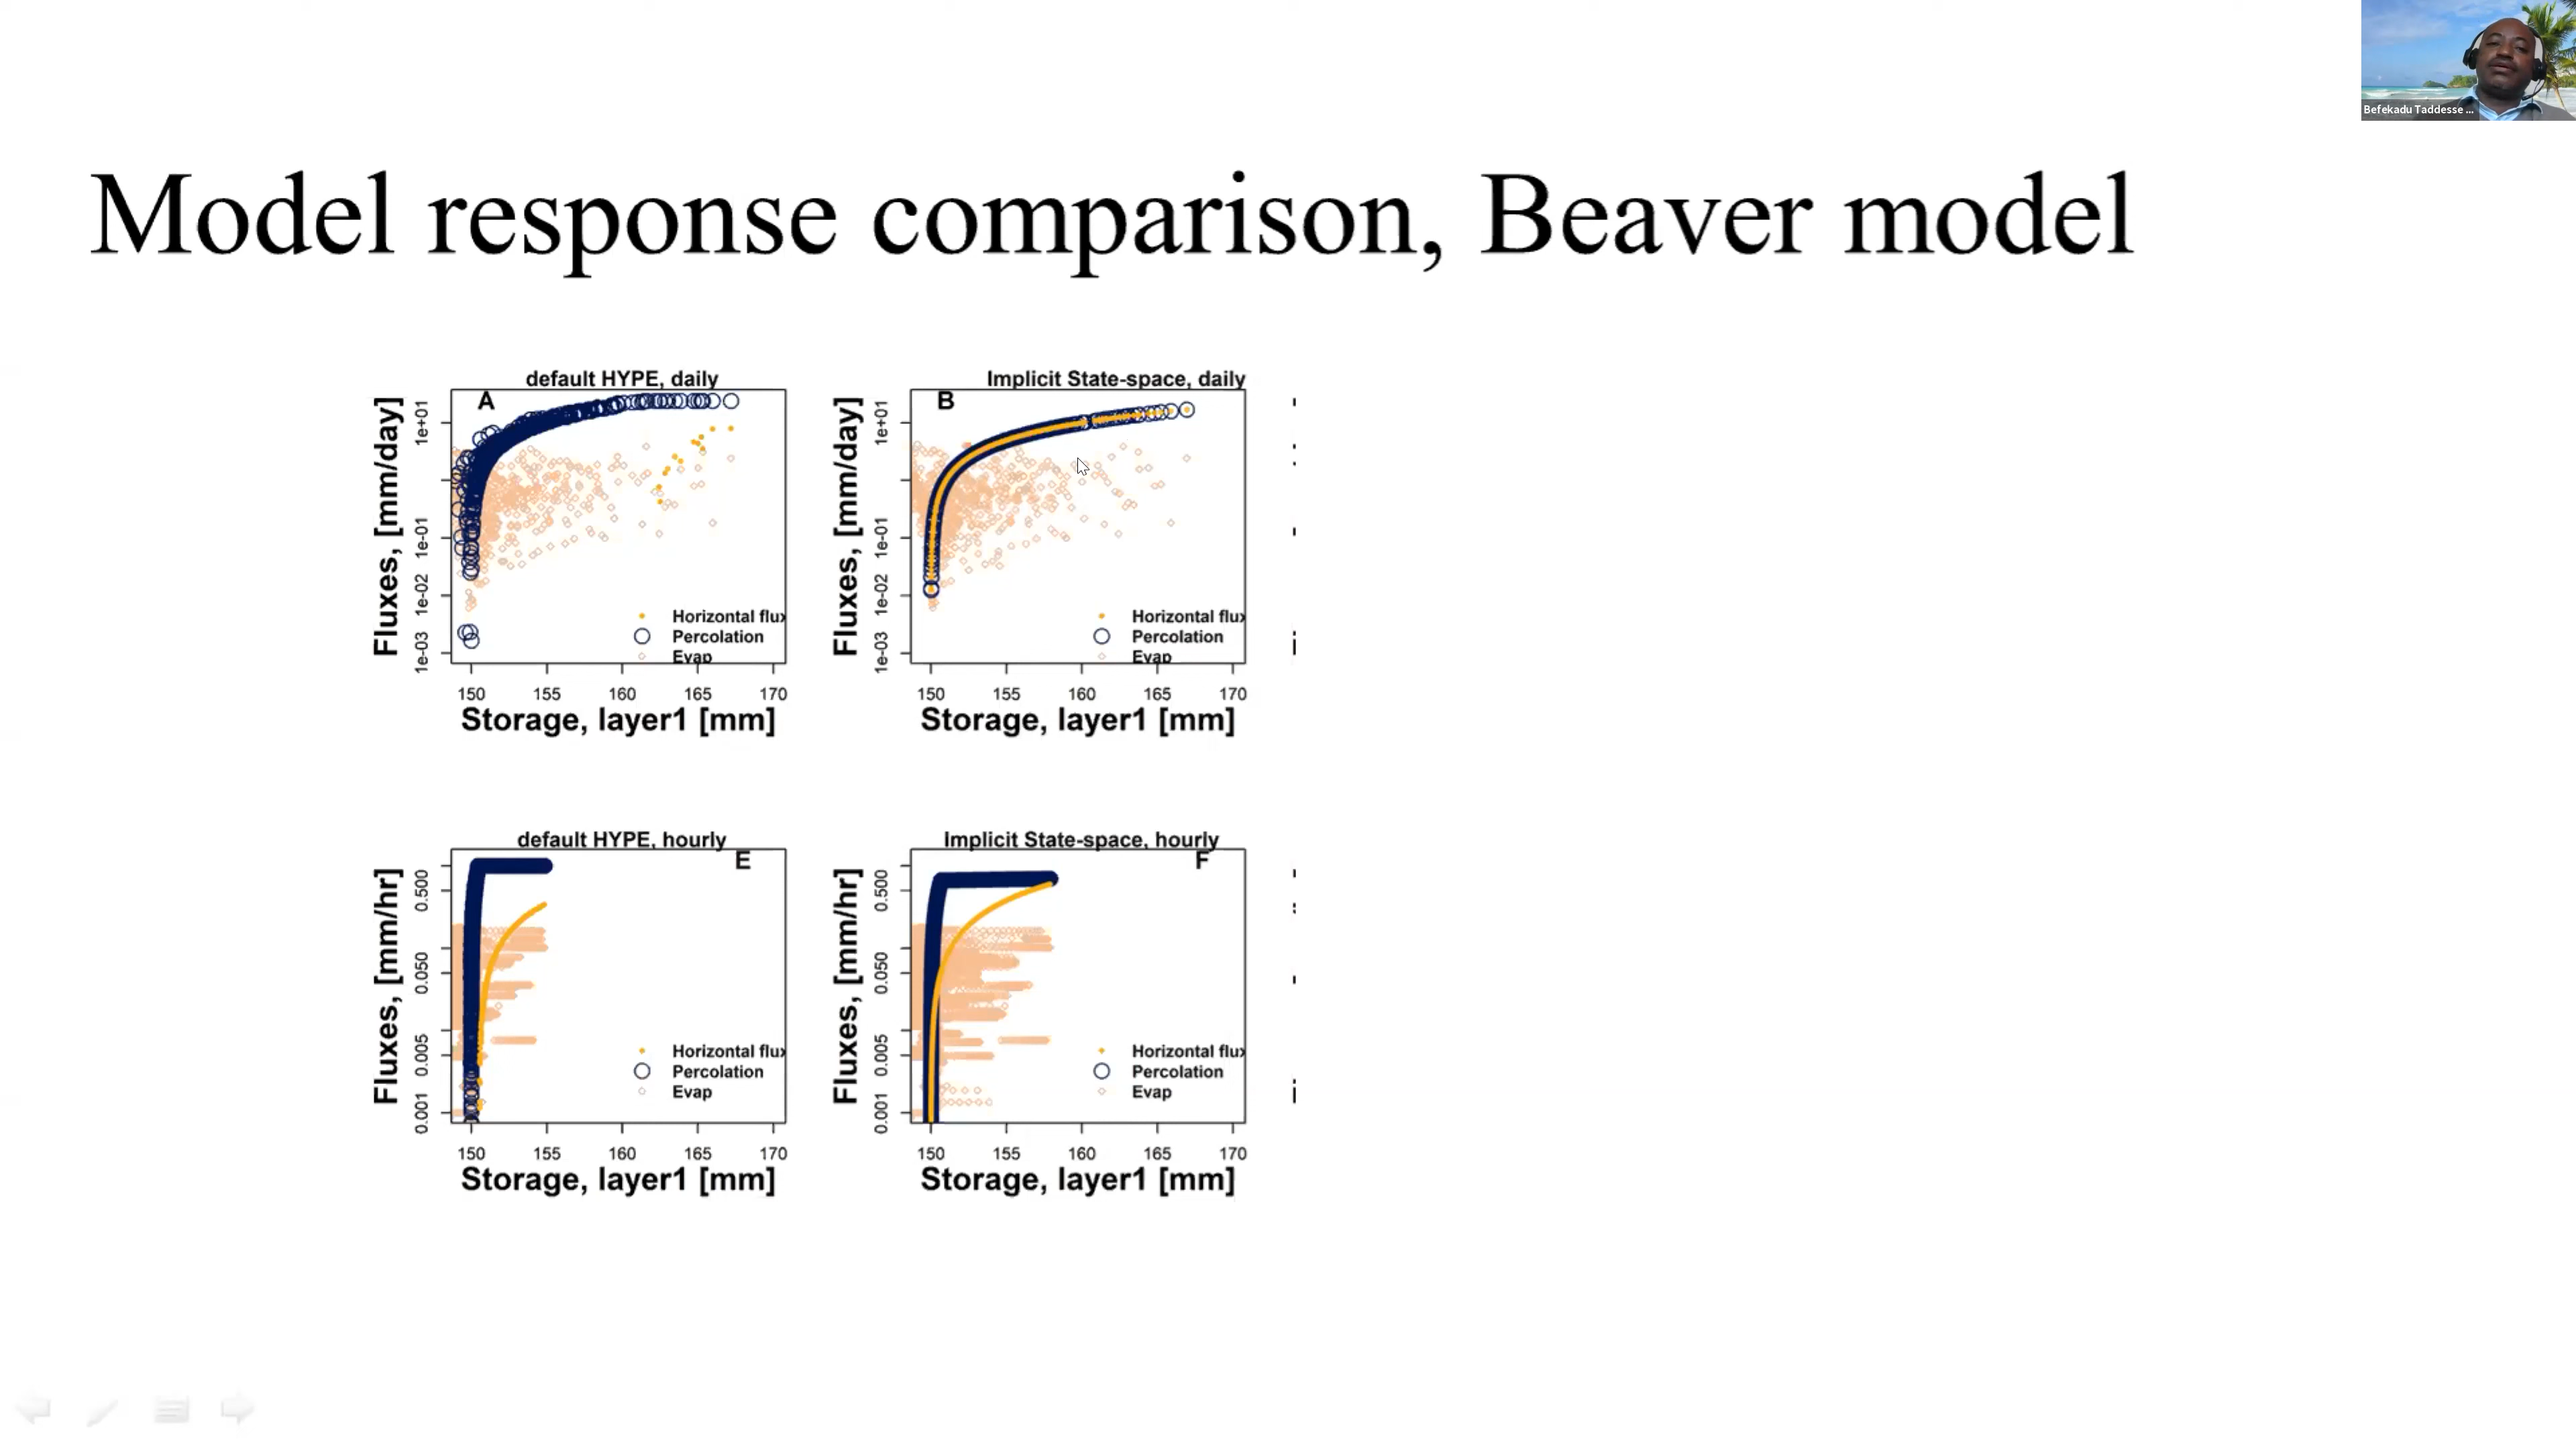 Befekadu Taddesse ...
Model response comparison, Beaver model
default HYPE, daily
A
Fluxes, [mm/day]
1e+01
1e-01
1e-02
1e-03
Horizontal flux
Percolation
Evap
150 155 160 165 170
Storage, layer1 [mm]
Implicit State-space, daily
B
Fluxes, [mm/day]
1e+01
1e-01
1e-02
1e-03
Horizontal flux
Percolation
Evap
150 155 160 165 170
Storage, layer1 [mm]
default HYPE, hourly
E
Fluxes, [mm/hr]
0.500
0.050
0.005
0.001
Horizontal flux
Percolation
Evap
150 155 160 165 170
Storage, layer1 [mm]
Implicit State-space, hourly
F
Fluxes, [mm/hr]
0.500
0.050
0.005
0.001
Horizontal flux
Percolation
Evap
150 155 160 165 170
Storage, layer1 [mm]